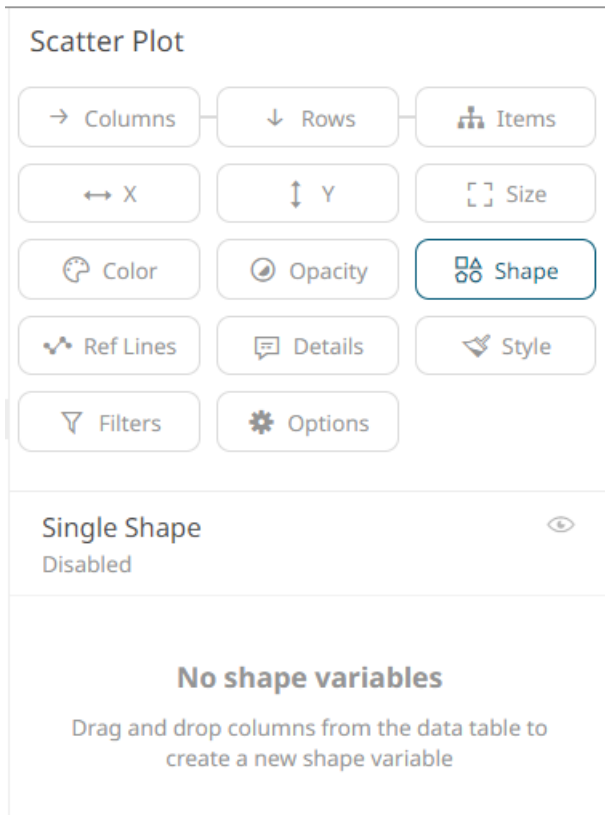 Scatter Plot
Columns Rows Items
X Y Size
Color Opacity Shape
Ref Lines Details Style
Filters Options
Single Shape
Disabled
No shape variables
Drag and drop columns from the data table to
create a new shape variable